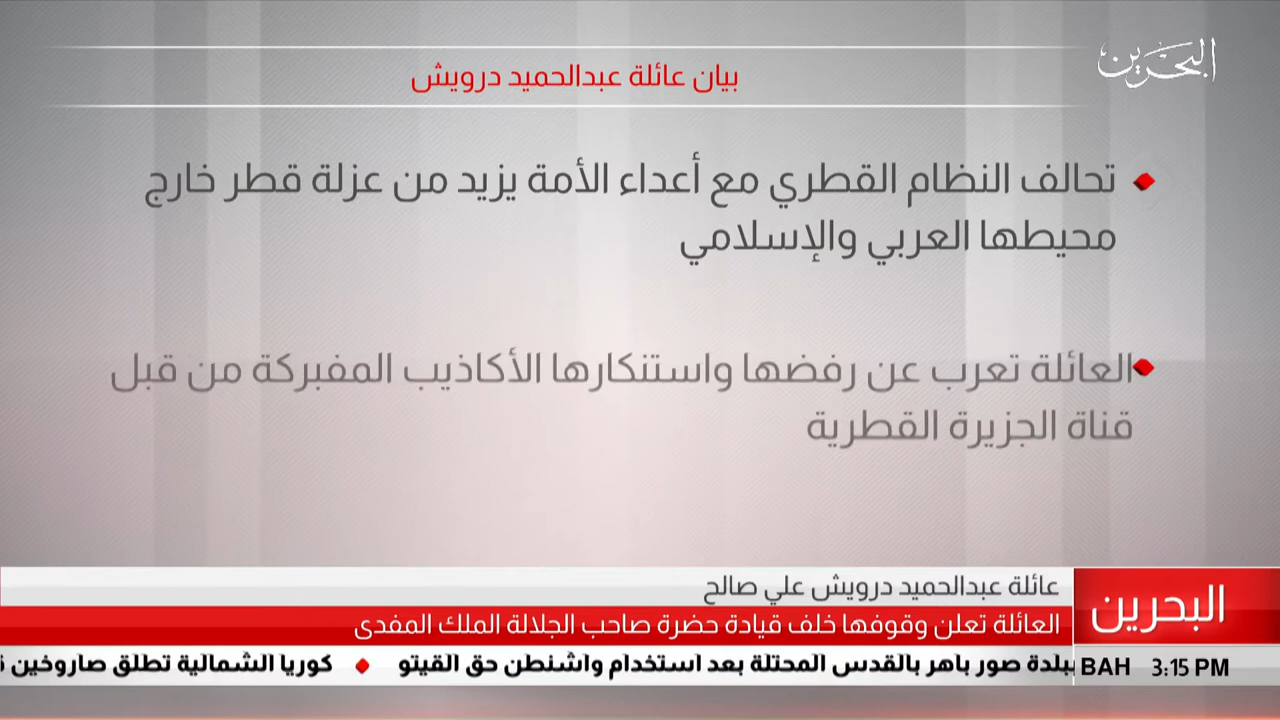 البحرين
بيان عائلة عبدالحميد درويش
تحالف النظام القطري مع أعداء الأمة يزيد من عزلة قطر خارج
محيطها العربي والإسلامي
العائلة تعرب عن رفضها واستنكارها الأكاذيب المفبركة من قبل
قناة الجزيرة القطرية
عائلة عبدالحميد درويش علي صالح
البحرين
العائلة تعلن وقوفها خلف قيادة حضرة صاحب الجلالة الملك المفدى
ببلدة صور باهر بالقدس المحتلة بعد استخدام واشنطن حق الفيتو
كوريا الشمالية تطلق صاروخين
BAH 3:15 PM